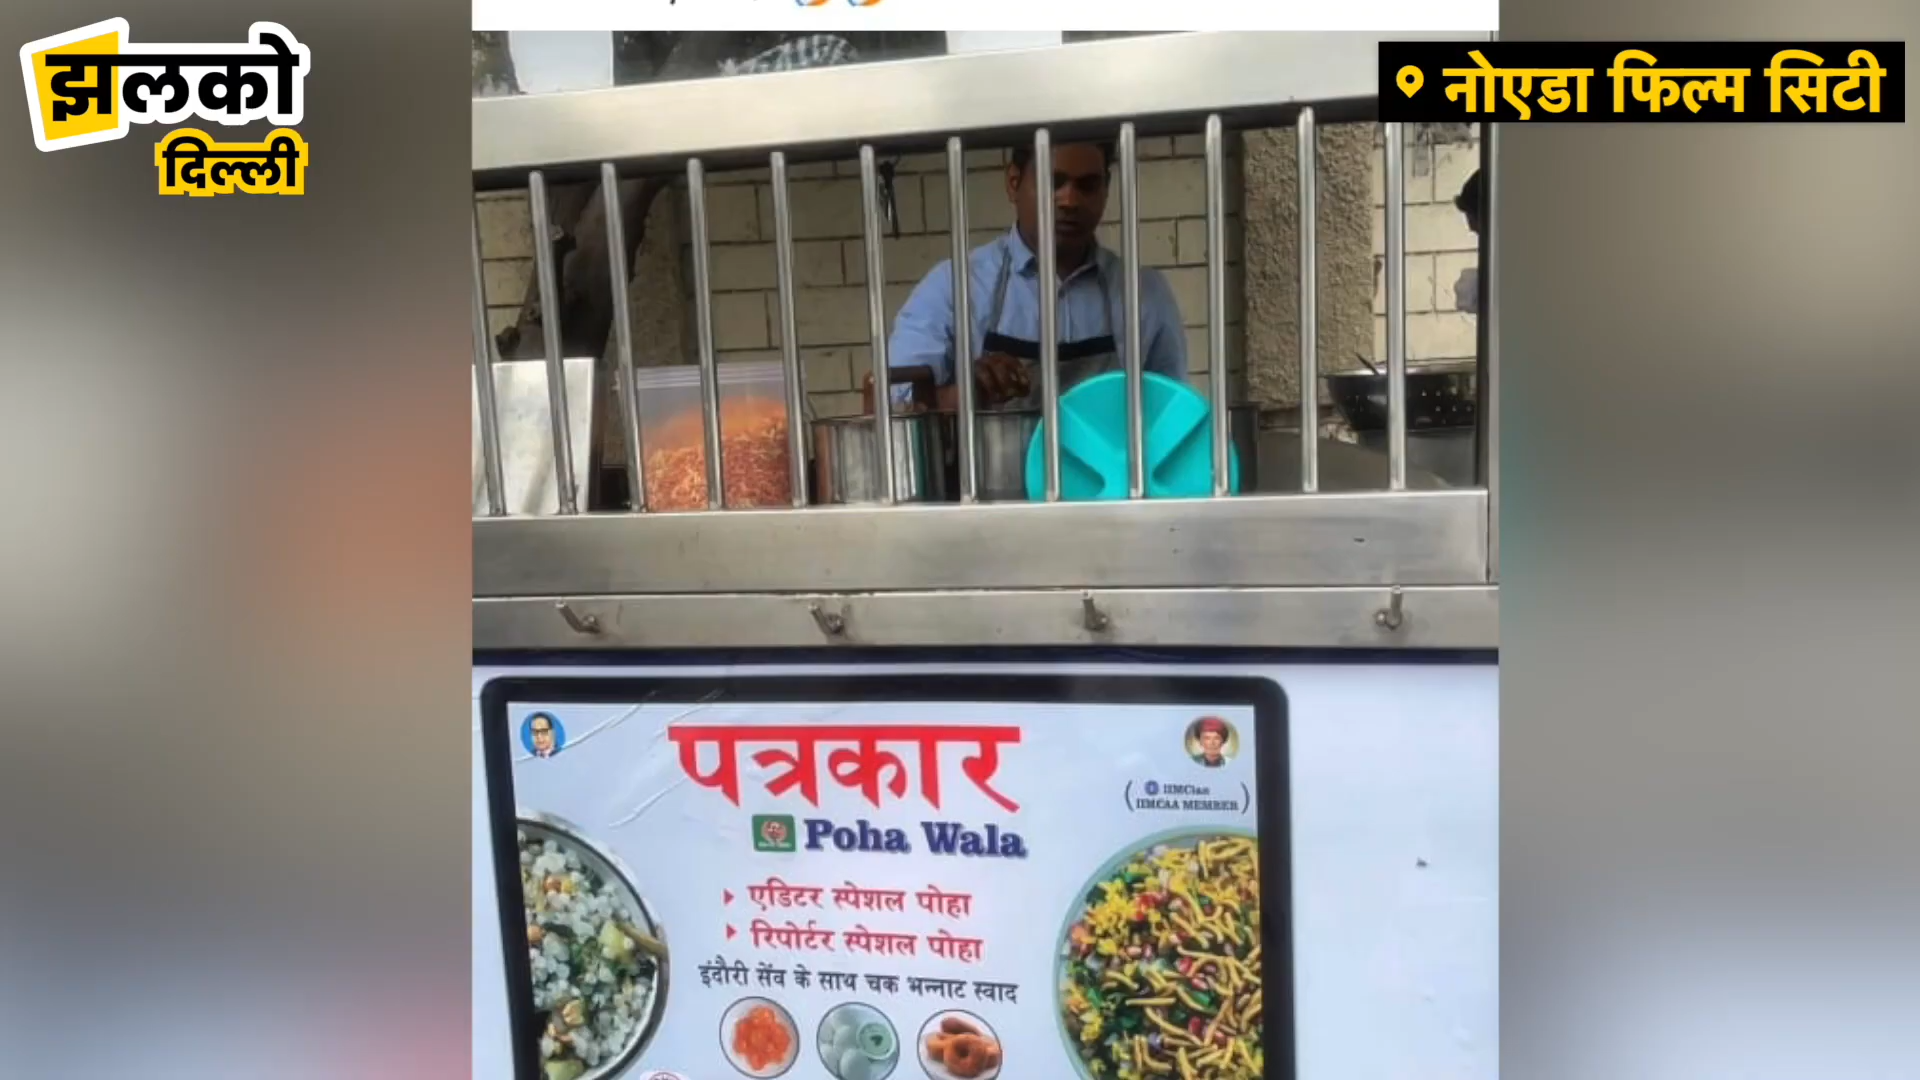 झलको
दिल्ली
नोएडा फिल्म सिटी
पत्रकार
Poha Wala
IIMCian
IIMCAA MEMBER
एडिटर स्पेशल पोहा
रिपोर्टर स्पेशल पोहा
इंदौरी सेंव के साथ चक भन्नाट स्वाद